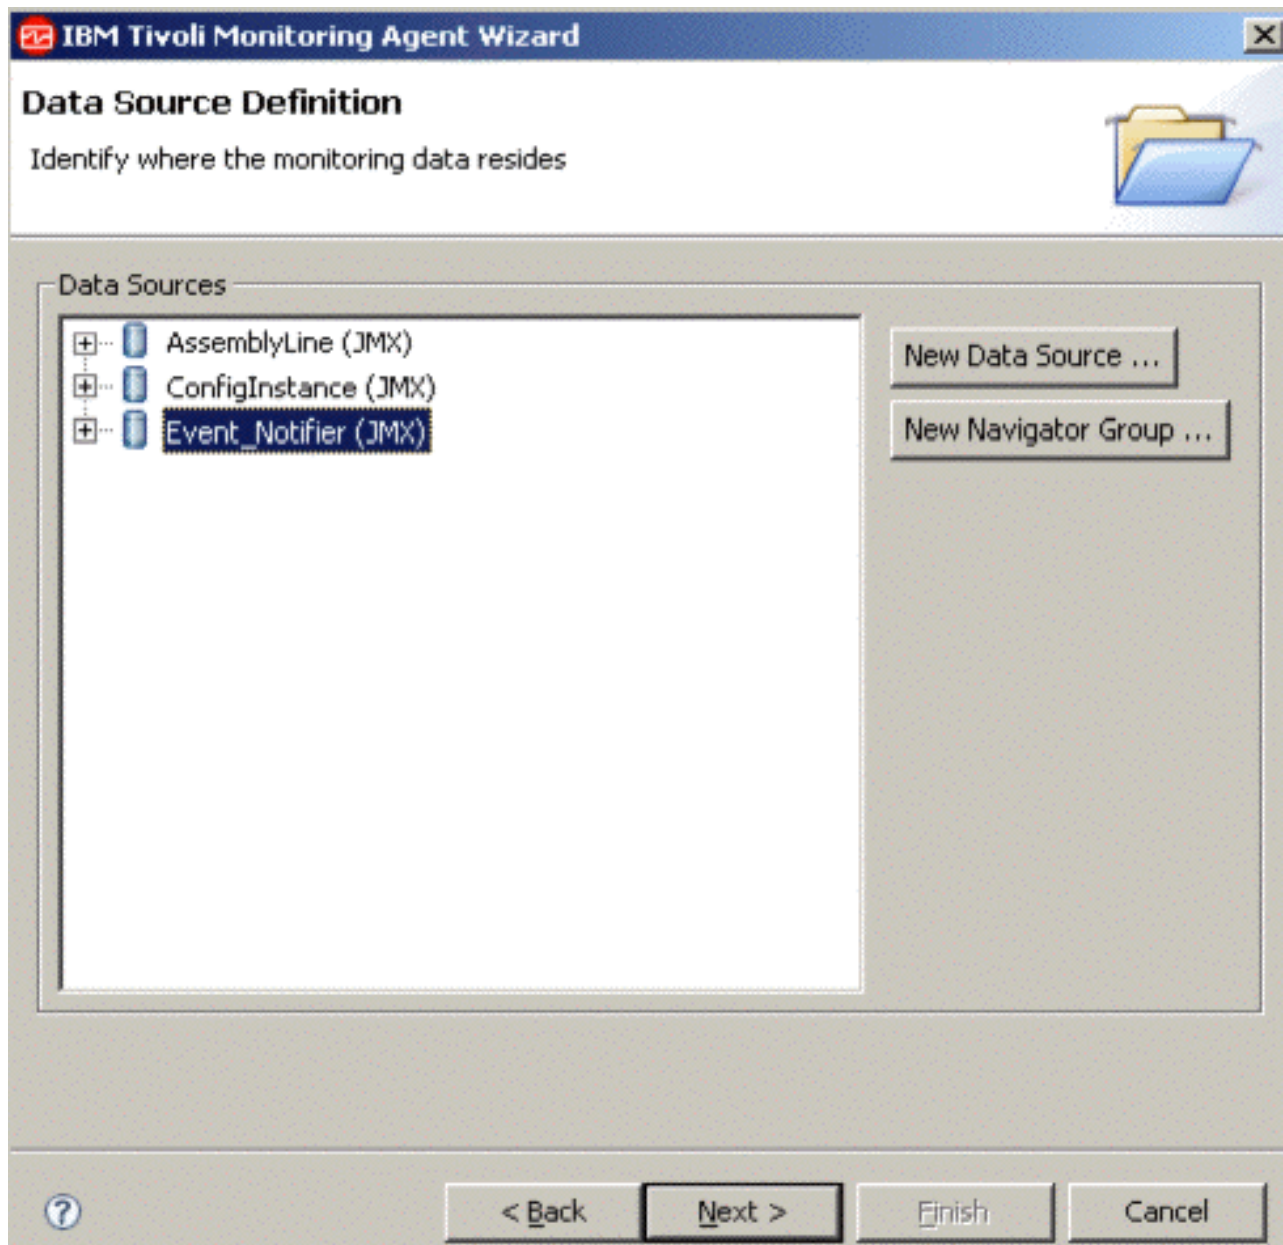 IBM Tivoli Monitoring Agent Wizard
Data Source Definition
Identify where the monitoring data resides
Data Sources
AssemblyLine (JMX)
ConfigInstance (JMX)
Event_Notifier (JMX)
New Data Source ...
New Navigator Group ...
?
< Back
Next >
Finish
Cancel